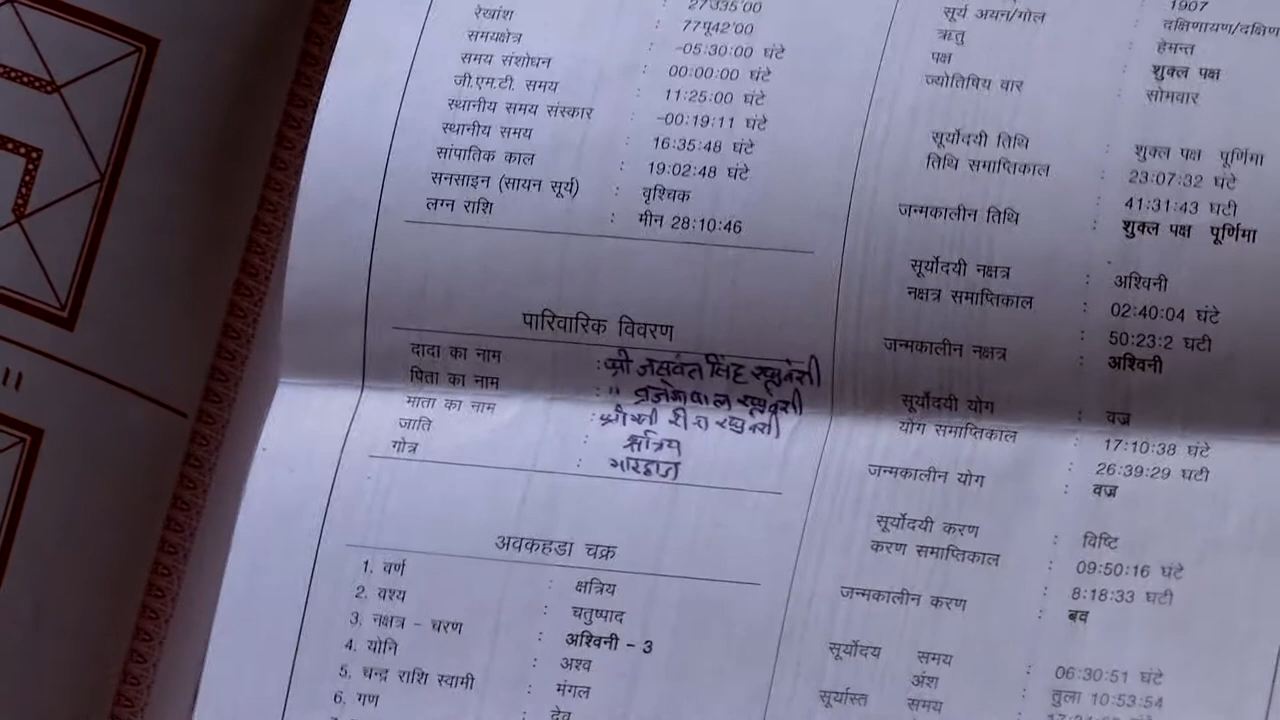 27उ35'00
रेखांश : 77पू42'00
समयक्षेत्र : -05:30:00 घंटे
समय संशोधन : 00:00:00 घंटे
जी.एम.टी. समय : 11:25:00 घंटे
स्थानीय समय संस्कार : -00:19:11 घंटे
स्थानीय समय : 16:35:48 घंटे
सांपातिक काल : 19:02:48 घंटे
सनसाइन (सायन सूर्य) : वृश्चिक
लग्न राशि : मीन 28:10:46
पारिवारिक विवरण
दादा का नाम : श्री जसवंत सिंह रघुवंशी
पिता का नाम : " व्रजगोपाल रघुवंशी
माता का नाम : श्रीमती रघुवंशी
जाति : क्षत्रिय
गोत्र : भारद्वाज
अवकहडा चक्र
1. वर्ण : क्षत्रिय
2. वश्य : चतुष्पाद
3. नक्षत्र - चरण : अश्विनी - 3
4. योनि : अश्व
5. चन्द्र राशि स्वामी : मंगल
6. गण : देव
1907
सूर्य अयन/गोल : दक्षिणायण/दक्षिण
ऋतु : हेमन्त
पक्ष : शुक्ल पक्ष
ज्योतिषिय वार : सोमवार
सूर्योदयी तिथि : शुक्ल पक्ष पूर्णिमा
तिथि समाप्तिकाल : 23:07:32 घंटे
: 41:31:43 घटी
जन्मकालीन तिथि : शुक्ल पक्ष पूर्णिमा
सूर्योदयी नक्षत्र : अश्विनी
नक्षत्र समाप्तिकाल : 02:40:04 घंटे
: 50:23:2 घटी
जन्मकालीन नक्षत्र : अश्विनी
सूर्योदयी योग : वज्र
योग समाप्तिकाल : 17:10:38 घंटे
: 26:39:29 घटी
जन्मकालीन योग : वज्र
सूर्योदयी करण : विष्टि
करण समाप्तिकाल : 09:50:16 घंटे
: 8:18:33 घटी
जन्मकालीन करण : बव
सूर्योदय समय : 06:30:51 घंटे
अंश : तुला 10:53:54
सूर्यास्त समय